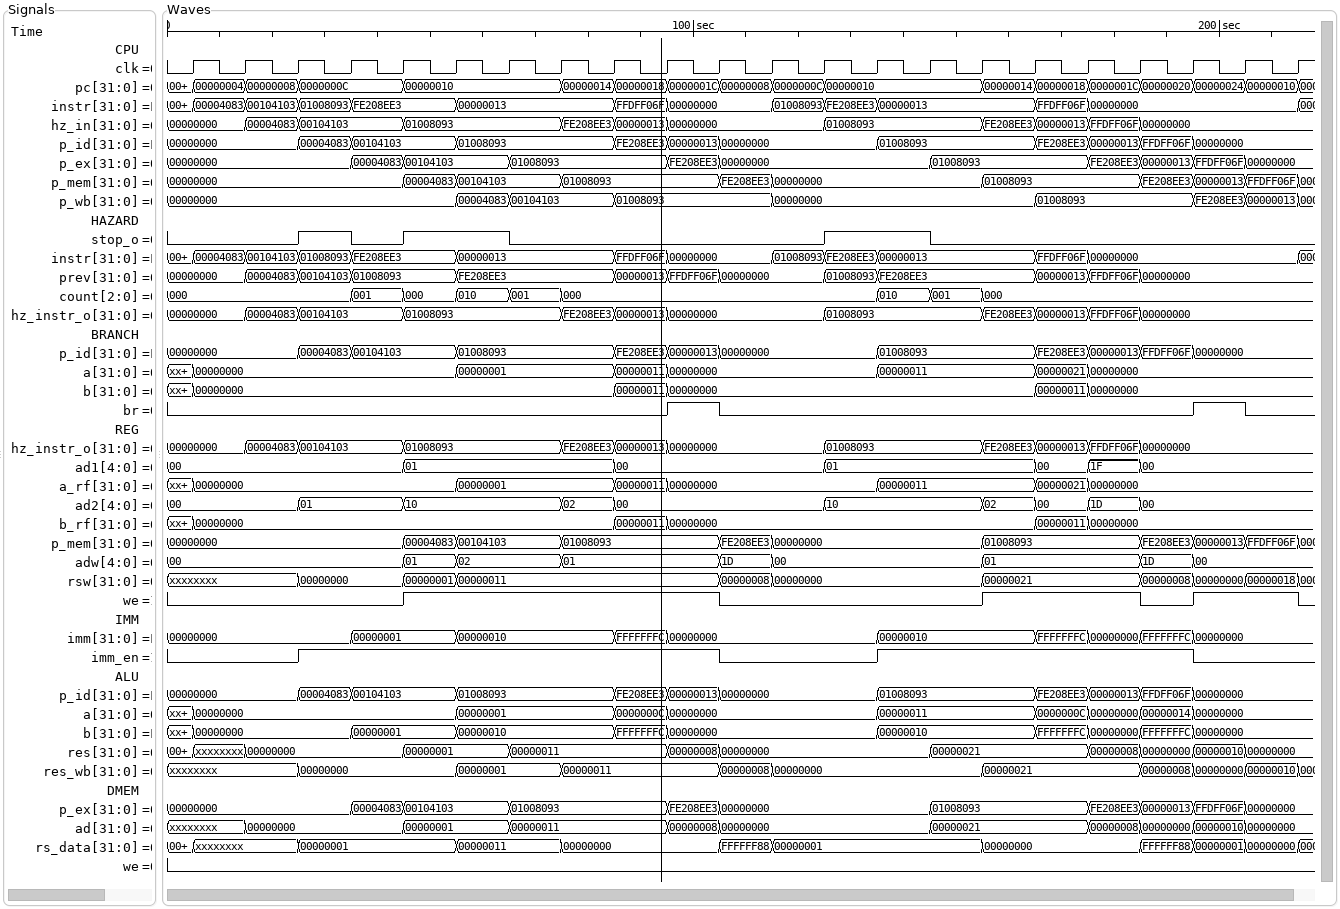 Signals Waves
Time 100 sec 200 sec
CPU
clk =
pc[31:0] = 00+ 00000004 00000008 0000000C 00000010 00000014 00000018 0000001C 00000008 0000000C 00000010 00000014 00000018 0000001C 00000020 00000024 00000010 000
instr[31:0] = 00+ 00004083 00104103 01008093 FE208EE3 00000013 FFDFF06F 00000000 01008093 FE208EE3 00000013 FFDFF06F 00000000 000
hz_in[31:0] = 00000000 00004083 00104103 01008093 FE208EE3 00000013 00000000 01008093 FE208EE3 00000013 FFDFF06F 00000000
p_id[31:0] = 00000000 00004083 00104103 01008093 FE208EE3 00000013 00000000 01008093 FE208EE3 00000013 FFDFF06F 00000000
p_ex[31:0] = 00000000 00004083 00104103 01008093 FE208EE3 00000000 01008093 FE208EE3 00000013 FFDFF06F 00000000
p_mem[31:0] = 00000000 00004083 00104103 01008093 FE208EE3 00000000 01008093 FE208EE3 00000013 FFDFF06F 000
p_wb[31:0] = 00000000 00004083 00104103 01008093 00000000 01008093 FE208EE3 00000013 000
HAZARD
stop_o =
instr[31:0] = 00+ 00004083 00104103 01008093 FE208EE3 00000013 FFDFF06F 00000000 01008093 FE208EE3 00000013 FFDFF06F 00000000 000
prev[31:0] = 00000000 00004083 00104103 01008093 FE208EE3 00000013 FFDFF06F 00000000 01008093 FE208EE3 00000013 FFDFF06F 00000000
count[2:0] = 000 001 000 010 001 000 010 001 000
hz_instr_o[31:0] = 00000000 00004083 00104103 01008093 FE208EE3 00000013 00000000 01008093 FE208EE3 00000013 FFDFF06F 00000000
BRANCH
p_id[31:0] = 00000000 00004083 00104103 01008093 FE208EE3 00000013 00000000 01008093 FE208EE3 00000013 FFDFF06F 00000000
a[31:0] = xx+ 00000000 00000001 00000011 00000000 00000011 00000021 00000000
b[31:0] = xx+ 00000000 00000011 00000000 00000011 00000000
br =
REG
hz_instr_o[31:0] = 00000000 00004083 00104103 01008093 FE208EE3 00000013 00000000 01008093 FE208EE3 00000013 FFDFF06F 00000000
ad1[4:0] = 00 01 00 01 00 1F 00
a_rf[31:0] = xx+ 00000000 00000001 00000011 00000000 00000011 00000021 00000000
ad2[4:0] = 00 01 10 02 00 10 02 00 1D 00
b_rf[31:0] = xx+ 00000000 00000011 00000000 00000011 00000000
p_mem[31:0] = 00000000 00004083 00104103 01008093 FE208EE3 00000000 01008093 FE208EE3 00000013 FFDFF06F 000
adw[4:0] = 00 01 02 01 1D 00 01 1D 00
rsw[31:0] = xxxxxxxx 00000000 00000001 00000011 00000008 00000000 00000021 00000008 00000000 00000018 000
we =
IMM
imm[31:0] = 00000000 00000001 00000010 FFFFFFFC 00000000 00000010 FFFFFFFC 00000000 FFFFFFFC 00000000
imm_en =
ALU
p_id[31:0] = 00000000 00004083 00104103 01008093 FE208EE3 00000013 00000000 01008093 FE208EE3 00000013 FFDFF06F 00000000
a[31:0] = xx+ 00000000 00000001 0000000C 00000000 00000011 0000000C 00000000 00000014 00000000
b[31:0] = xx+ 00000000 00000001 00000010 FFFFFFFC 00000000 00000010 FFFFFFFC 00000000 FFFFFFFC 00000000
res[31:0] = 00+ xxxxxxxx 00000000 00000001 00000011 00000008 00000000 00000021 00000008 00000000 00000010 00000000
res_wb[31:0] = xxxxxxxx 00000000 00000001 00000011 00000008 00000000 00000021 00000008 00000000 00000010 000
DMEM
p_ex[31:0] = 00000000 00004083 00104103 01008093 FE208EE3 00000000 01008093 FE208EE3 00000013 FFDFF06F 00000000
ad[31:0] = xxxxxxxx 00000000 00000001 00000011 00000008 00000000 00000021 00000008 00000000 00000010 00000000
rs_data[31:0] = 00+ xxxxxxxx 00000001 00000011 00000000 FFFFFF88 00000001 00000000 FFFFFF88 00000001 00000000 000
we =